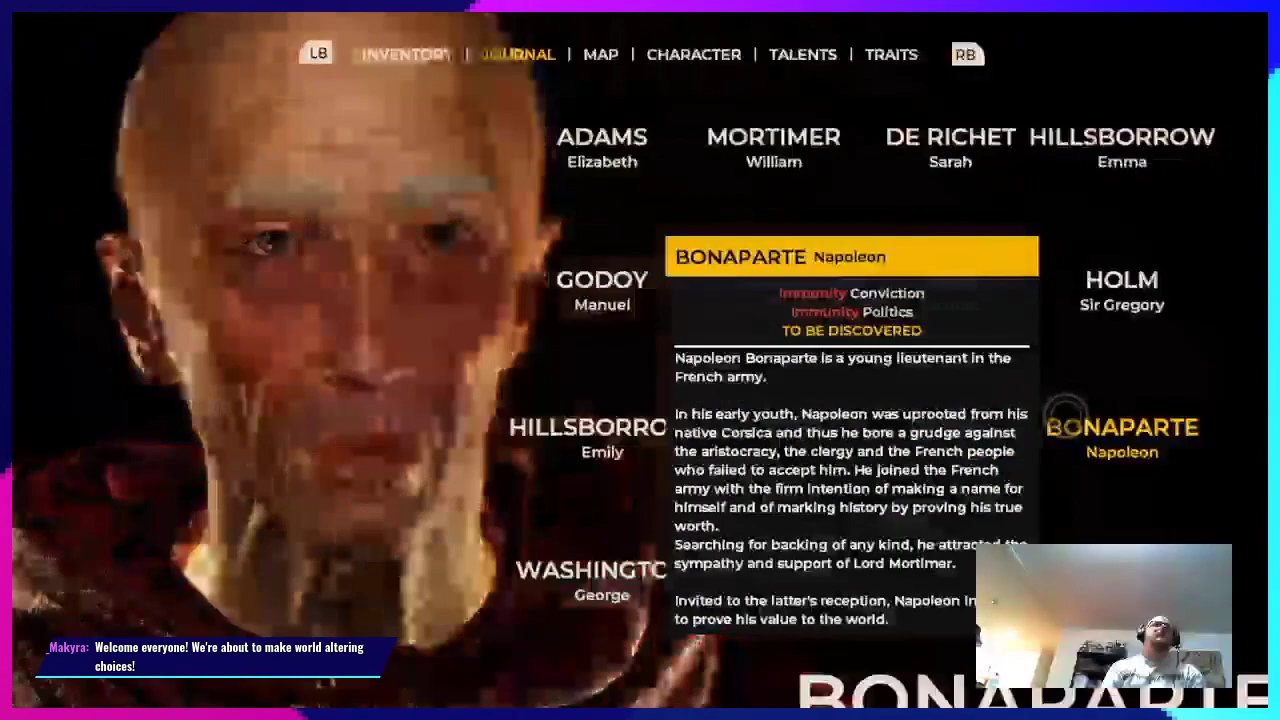 LB INVENTORY | JOURNAL | MAP | CHARACTER | TALENTS | TRAITS RB
ADAMS MORTIMER DE RICHET HILLSBORROW
Elizabeth William Sarah Emma
BONAPARTE Napoleon
GODOY HOLM
Manuel Sir Gregory
Immunity Conviction
Immunity Politics
TO BE DISCOVERED
Napoleon Bonaparte is a young lieutenant in the
French army.
In his early youth, Napoleon was uprooted from his
native Corsica and thus he bore a grudge against
the aristocracy, the clergy and the French people
who failed to accept him. He joined the French
army with the firm intention of making a name for
himself and of marking history by proving his true
worth.
Searching for backing of any kind, he attracted the
sympathy and support of Lord Mortimer.
Invited to the latter's reception, Napoleon in
to prove his value to the world.
HILLSBORRO BONAPARTE
Emily Napoleon
WASHINGTO
George
_Makyra: Welcome everyone! We're about to make world altering
choices!
BONAPARTE